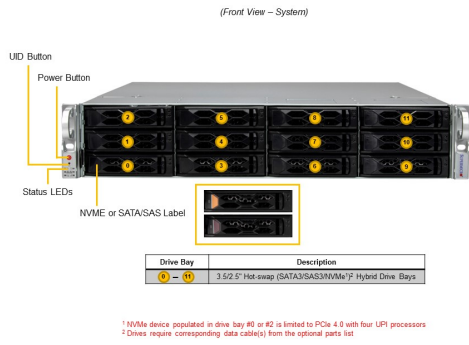 (Front View – System)
UID Button
Power Button
2 5 8 11
1 4 7 10
0 3 6 9
Status LEDs
NVME or SATA/SAS Label
Drive Bay Description
0 – 11 3.5/2.5" Hot-swap (SATA3/SAS3/NVMe¹)² Hybrid Drive Bays
¹ NVMe device populated in drive bay #0 or #2 is limited to PCIe 4.0 with four UPI processors
² Drives require corresponding data cable(s) from the optional parts list